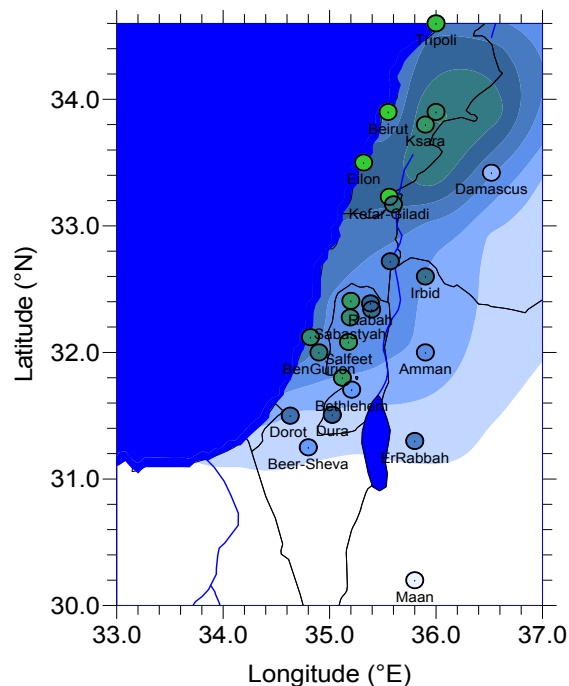 Tripoli
34.0
Beirut
Ksara
Eilon
Damascus
33.0
Kefar-Giladi
Irbid
Rabah
Sabastyah
Latitude (°N)
32.0
Salfeet
BenGurion
Amman
Bethlehem
Dorot
Dura
31.0
Beer-Sheva
ErRabbah
Maan
30.0
33.0 34.0 35.0 36.0 37.0
Longitude (°E)